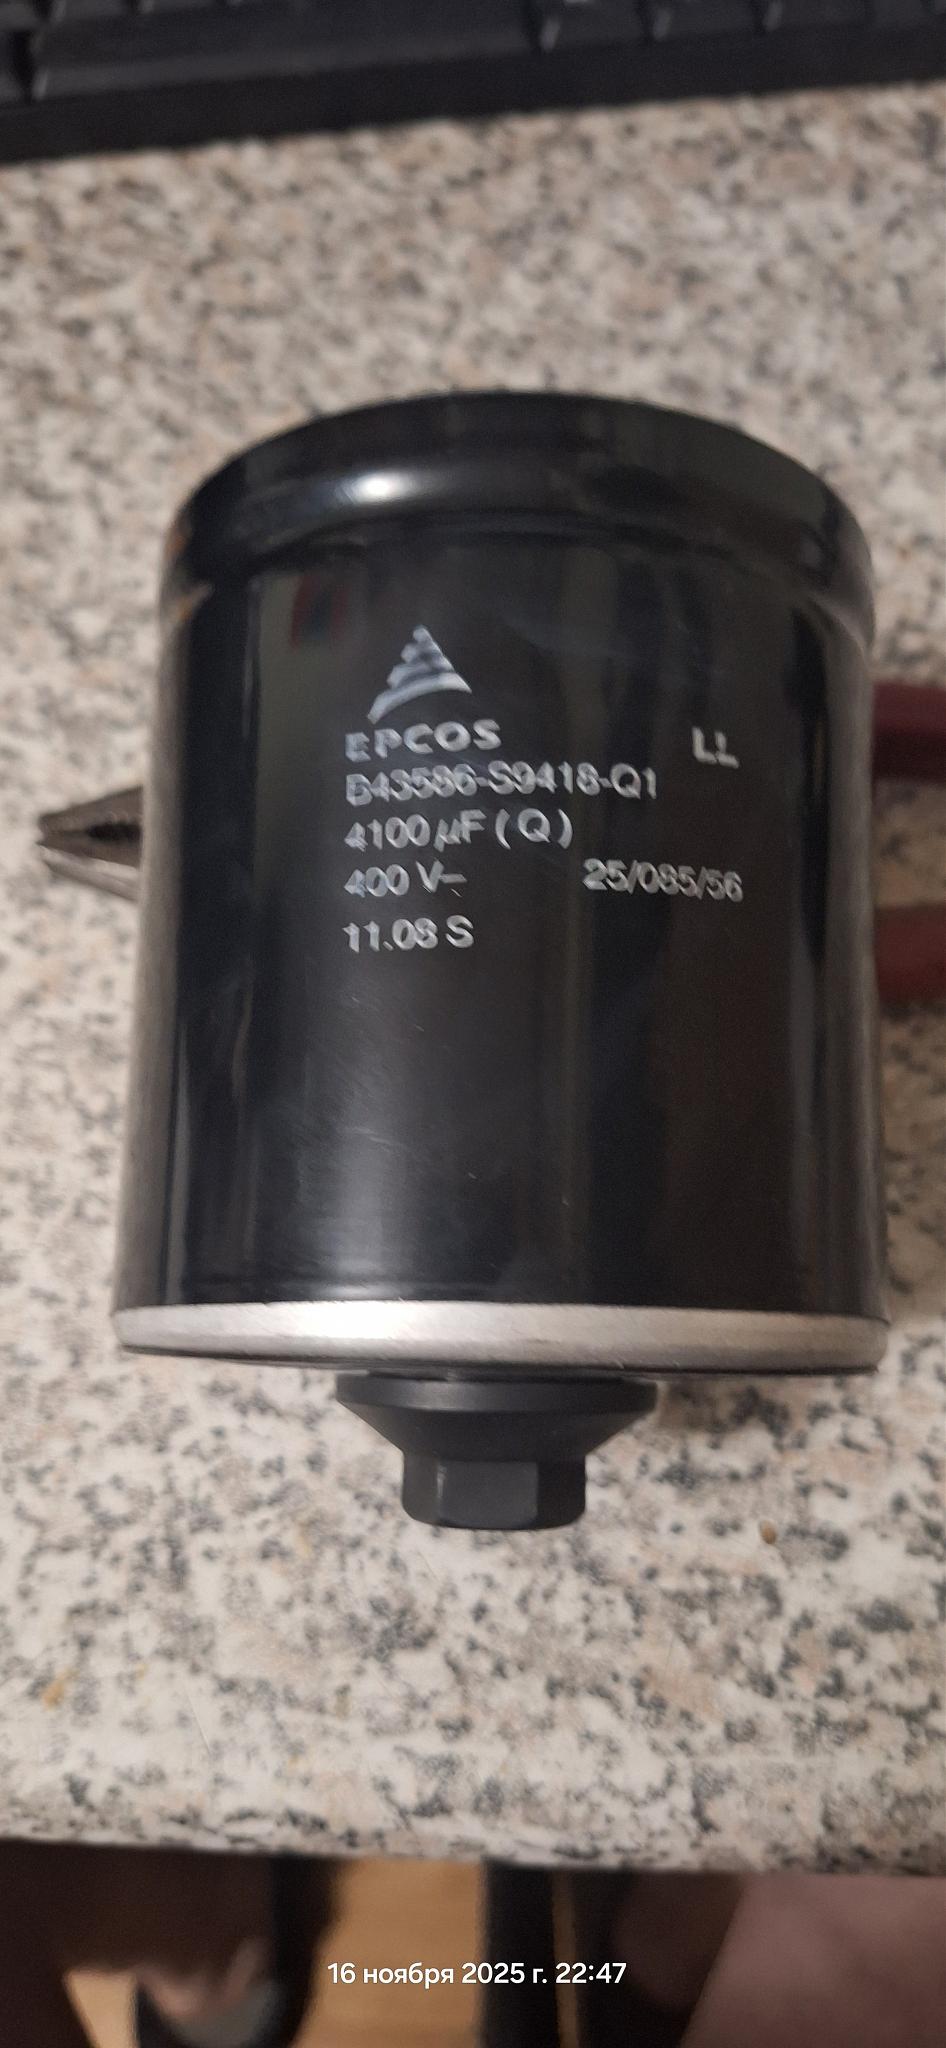 EPCOS
LL
B43586-S9418-Q1
4100 µF (Q)
400 V- 25/085/56
11.08 S
16 ноября 2025 г. 22:47